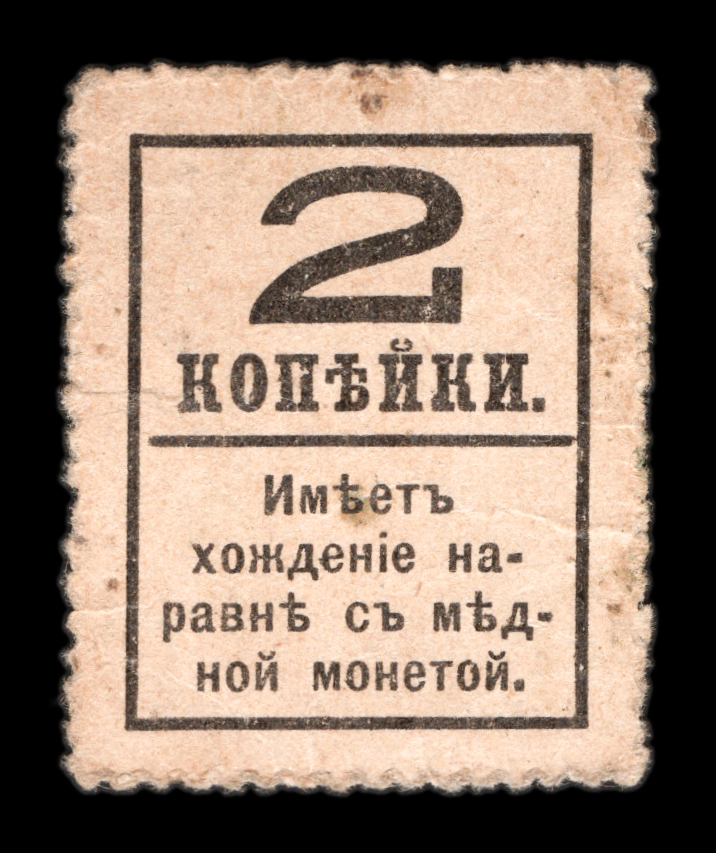 2
КОПѢЙКИ.
Имѣетъ
хожденіе на-
равнѣ съ мѣд-
ной монетой.